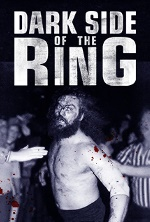 DARK SIDE
OF THE
RING